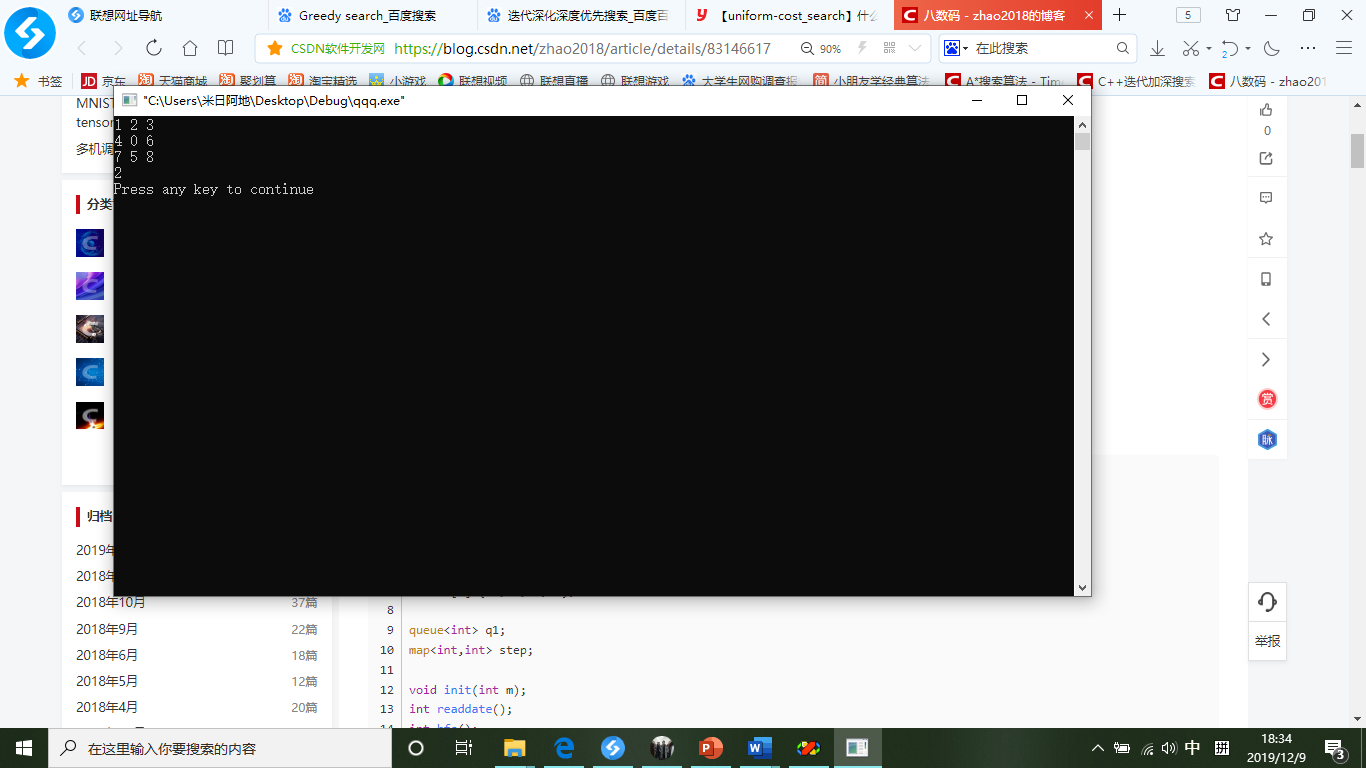 联想网址导航
Greedy search_百度搜索
迭代深化深度优先搜索_百度百
【uniform-cost_search】什么
八数码 - zhao2018的博客
5
CSDN软件开发网 https://blog.csdn.net/zhao2018/article/details/83146617
90%
在此搜索
2
书签
京东
天猫商城
聚划算
淘宝精选
小游戏
联想视频
联想直播
联想游戏
大学生网购调查报
小朋友学经典算法
A*搜索算法 - Tim
C++迭代加深搜索
八数码 - zhao201
"C:\Users\米日阿地\Desktop\Debug\qqq.exe"
1 2 3
4 0 6
7 5 8
2
Press any key to continue
MNIST
tensor
多机调
分类
归档
2019年
2018年
2018年10月 37篇
2018年9月 22篇
2018年6月 18篇
2018年5月 12篇
2018年4月 20篇
8
9 queue<int> q1;
10 map<int,int> step;
11
12 void init(int m);
13 int readdate();
14 int bfs();
0
赏
脉
举报
在这里输入你要搜索的内容
中
拼
18:34
2019/12/9
3